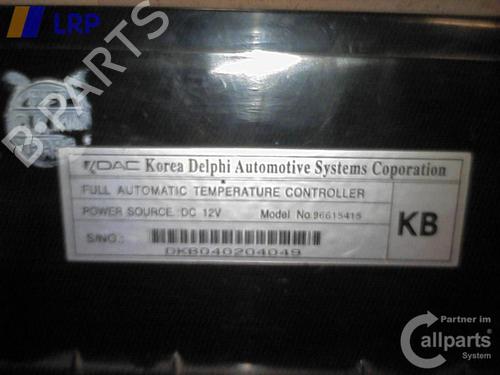 LRP
B-PARTS
KDAC Korea Delphi Automotive Systems Coporation
FULL AUTOMATIC TEMPERATURE CONTROLLER
POWER SOURCE :DC 12V Model No.96615415
KB
S/NO.:
DKB040204049
Partner im
Callparts
System